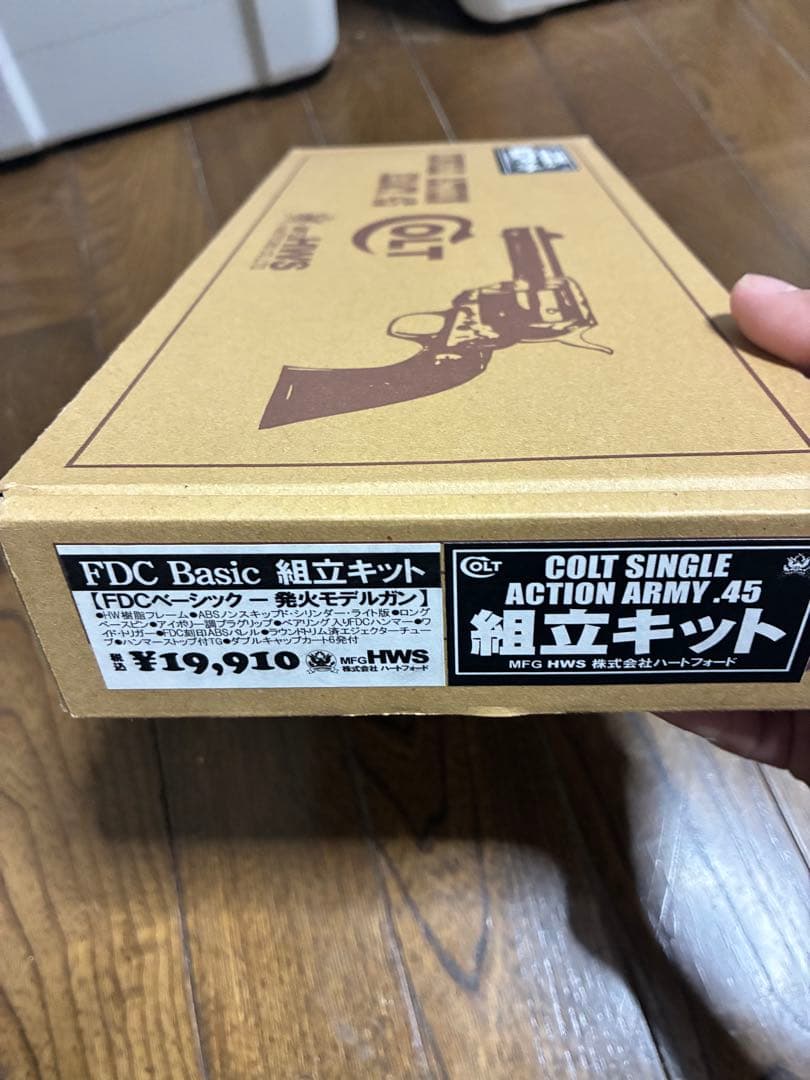 COLT
HWS
FDC Basic 組立キット
【FDCベーシック ー 発火モデルガン】
●HW樹脂フレーム●ABSノンスキップド・シリンダー・ライト版●ロング
ベースピン●アイボリー調プラグリップ●ベアリング入りFDCハンマー●ワ
イド・トリガー●FDC刻印ABSバレル●ラウンドトリム済エジェクターチュー
ブ●ハンマーストップ付TG●ダブルキャップカート6発付
税込 ¥19,910 MFG HWS
株式会社ハートフォード
COLT COLT SINGLE
ACTION ARMY .45
組立キット
MFG HWS 株式会社ハートフォード